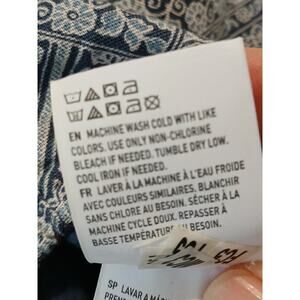 EN MACHINE WASH COLD WITH LIKE
COLORS. USE ONLY NON-CHLORINE
BLEACH IF NEEDED. TUMBLE DRY LOW.
COOL IRON IF NEEDED.
FR LAVER À LA MACHINE À L'EAU FROIDE
AVEC COULEURS SIMILAIRES. BLANCHIR
SANS CHLORE AU BESOIN. SÉCHER À LA
MACHINE CYCLE DOUX. REPASSER À
BASSE TEMPÉRATURE AU BESOIN.
SP LAVAR A MÁ